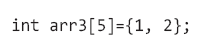 int arr3[5]={1, 2};